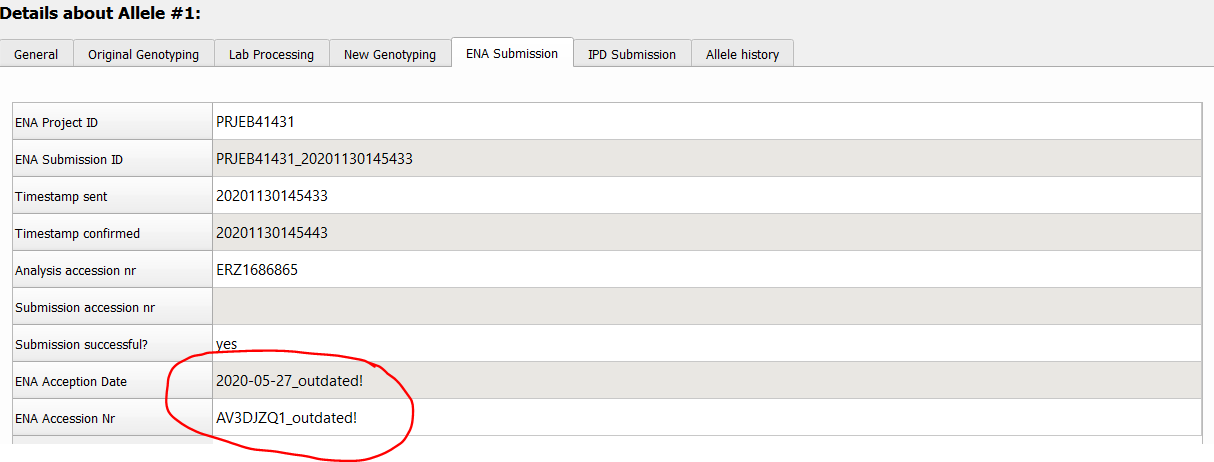 Details about Allele #1:
General Original Genotyping Lab Processing New Genotyping ENA Submission IPD Submission Allele history
ENA Project ID PRJEB41431
ENA Submission ID PRJEB41431_20201130145433
Timestamp sent 20201130145433
Timestamp confirmed 20201130145443
Analysis accession nr ERZ1686865
Submission accession nr
Submission successful? yes
ENA Acception Date 2020-05-27_outdated!
ENA Accession Nr AV3DJZQ1_outdated!